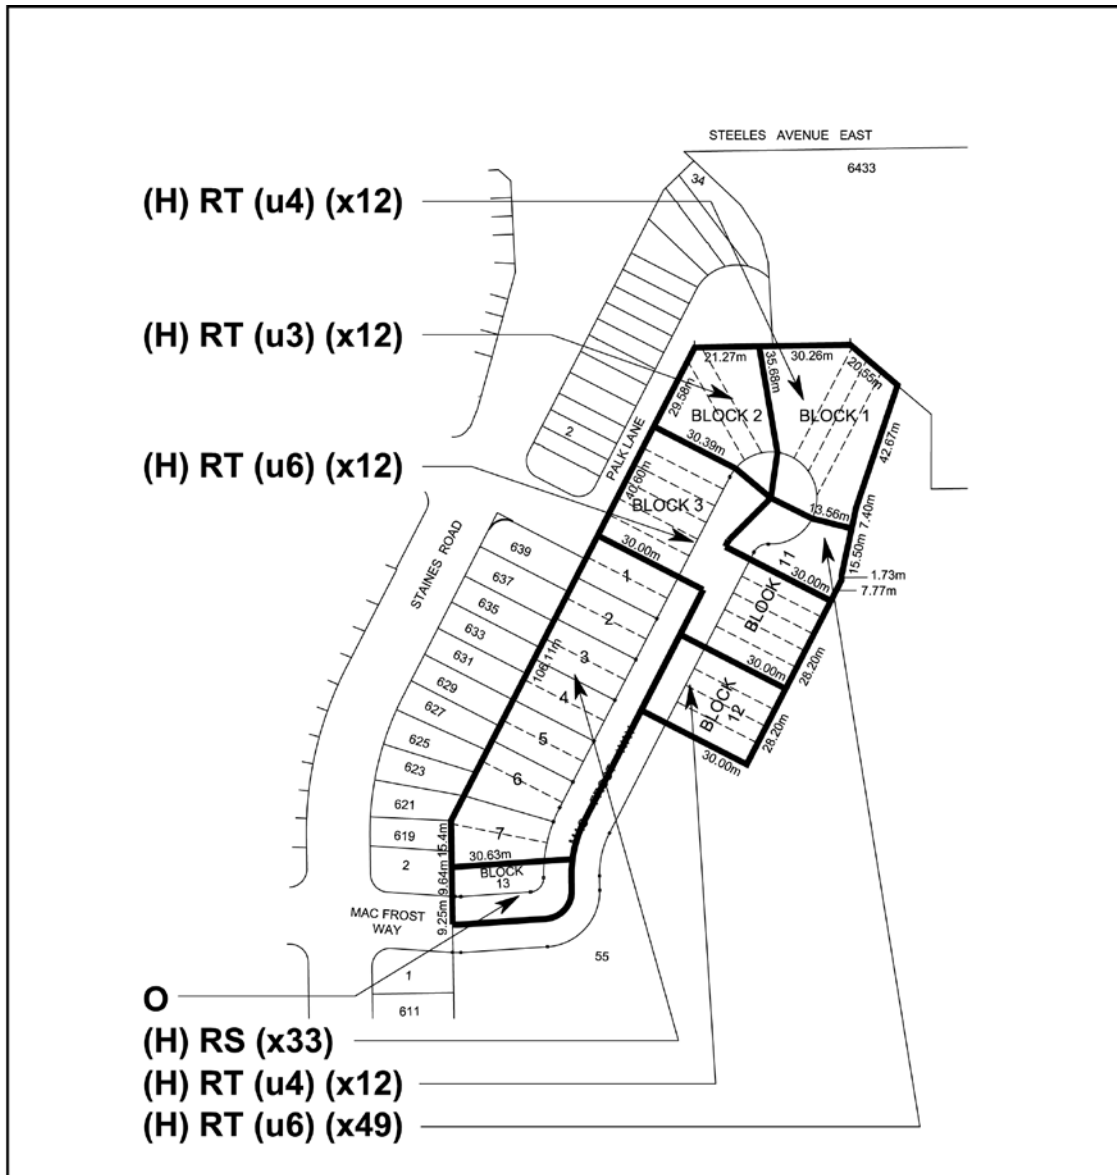 STEELES AVENUE EAST
6433
34
(H) RT (u4) (x12)
(H) RT (u3) (x12)
21.27m
35.68m
30.26m
20.55m
29.58m
BLOCK 2
BLOCK 1
42.67m
2
PALK LANE
30.39m
(H) RT (u6) (x12)
40.60m
BLOCK 3
13.56m
7.40m
15.50m
30.00m
1.73m
7.77m
STAINES ROAD
639
637
635
633
631
629
627
625
623
621
619
2
1
2
3
4
5
6
7
106.11m
30.00m
BLOCK 11
30.00m
28.20m
BLOCK
12
28.20m
30.00m
15.4m
30.63m
9.64m
BLOCK
13
9.25m
MAC FROST
WAY
55
1
611
O
(H) RS (x33)
(H) RT (u4) (x12)
(H) RT (u6) (x49)